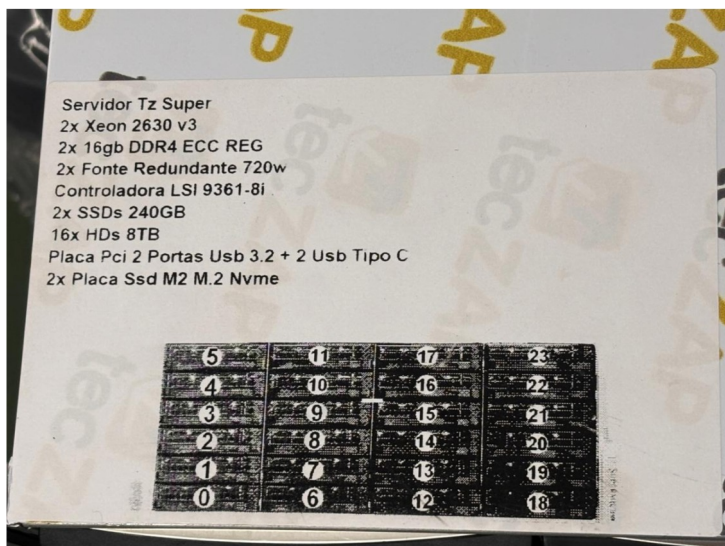 Servidor Tz Super
2x Xeon 2630 v3
2x 16gb DDR4 ECC REG
2x Fonte Redundante 720w
Controladora LSI 9361-8i
2x SSDs 240GB
16x HDs 8TB
Placa Pci 2 Portas Usb 3.2 + 2 Usb Tipo C
2x Placa Ssd M2 M.2 Nvme
5 11 17 23
4 10 16 22
3 9 15 21
2 8 14 20
1 7 13 19
0 6 12 18
tecZAP